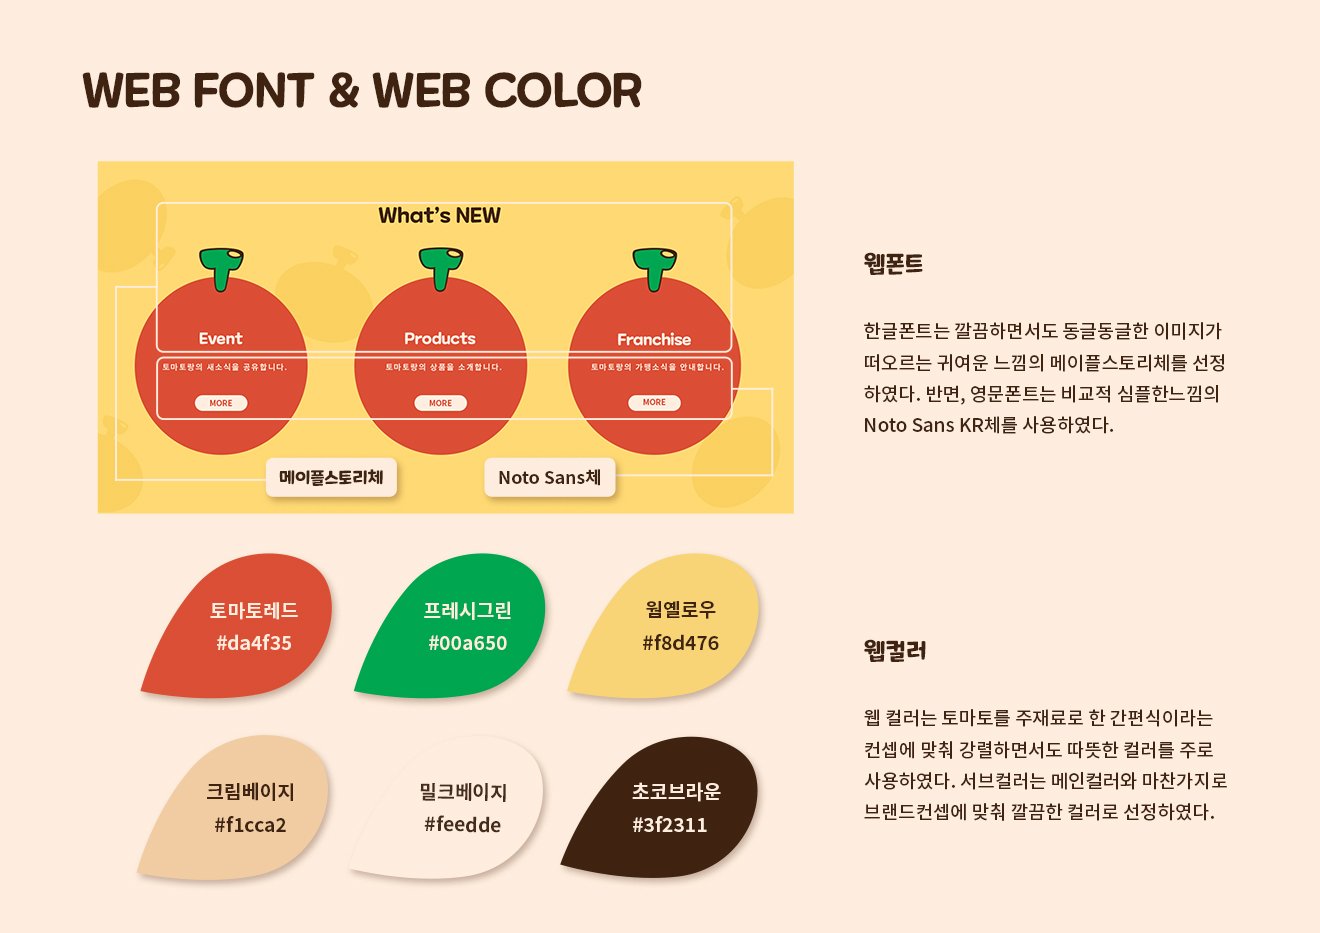 WEB FONT & WEB COLOR
What's NEW
Event
Products
Franchise
토마토랑의 새소식을 공유합니다.
토마토랑의 상품을 소개합니다.
토마토랑의 가맹소식을 안내합니다.
MORE
MORE
MORE
메이플스토리체
Noto Sans체
웹폰트
한글폰트는 깔끔하면서도 동글동글한 이미지가
떠오르는 귀여운 느낌의 메이플스토리체를 선정
하였다. 반면, 영문폰트는 비교적 심플한느낌의
Noto Sans KR체를 사용하였다.
토마토레드
#da4f35
프레시그린
#00a650
웜옐로우
#f8d476
크림베이지
#f1cca2
밀크베이지
#feedde
초코브라운
#3f2311
웹컬러
웹 컬러는 토마토를 주재료로 한 간편식이라는
컨셉에 맞춰 강렬하면서도 따뜻한 컬러를 주로
사용하였다. 서브컬러는 메인컬러와 마찬가지로
브랜드컨셉에 맞춰 깔끔한 컬러로 선정하였다.